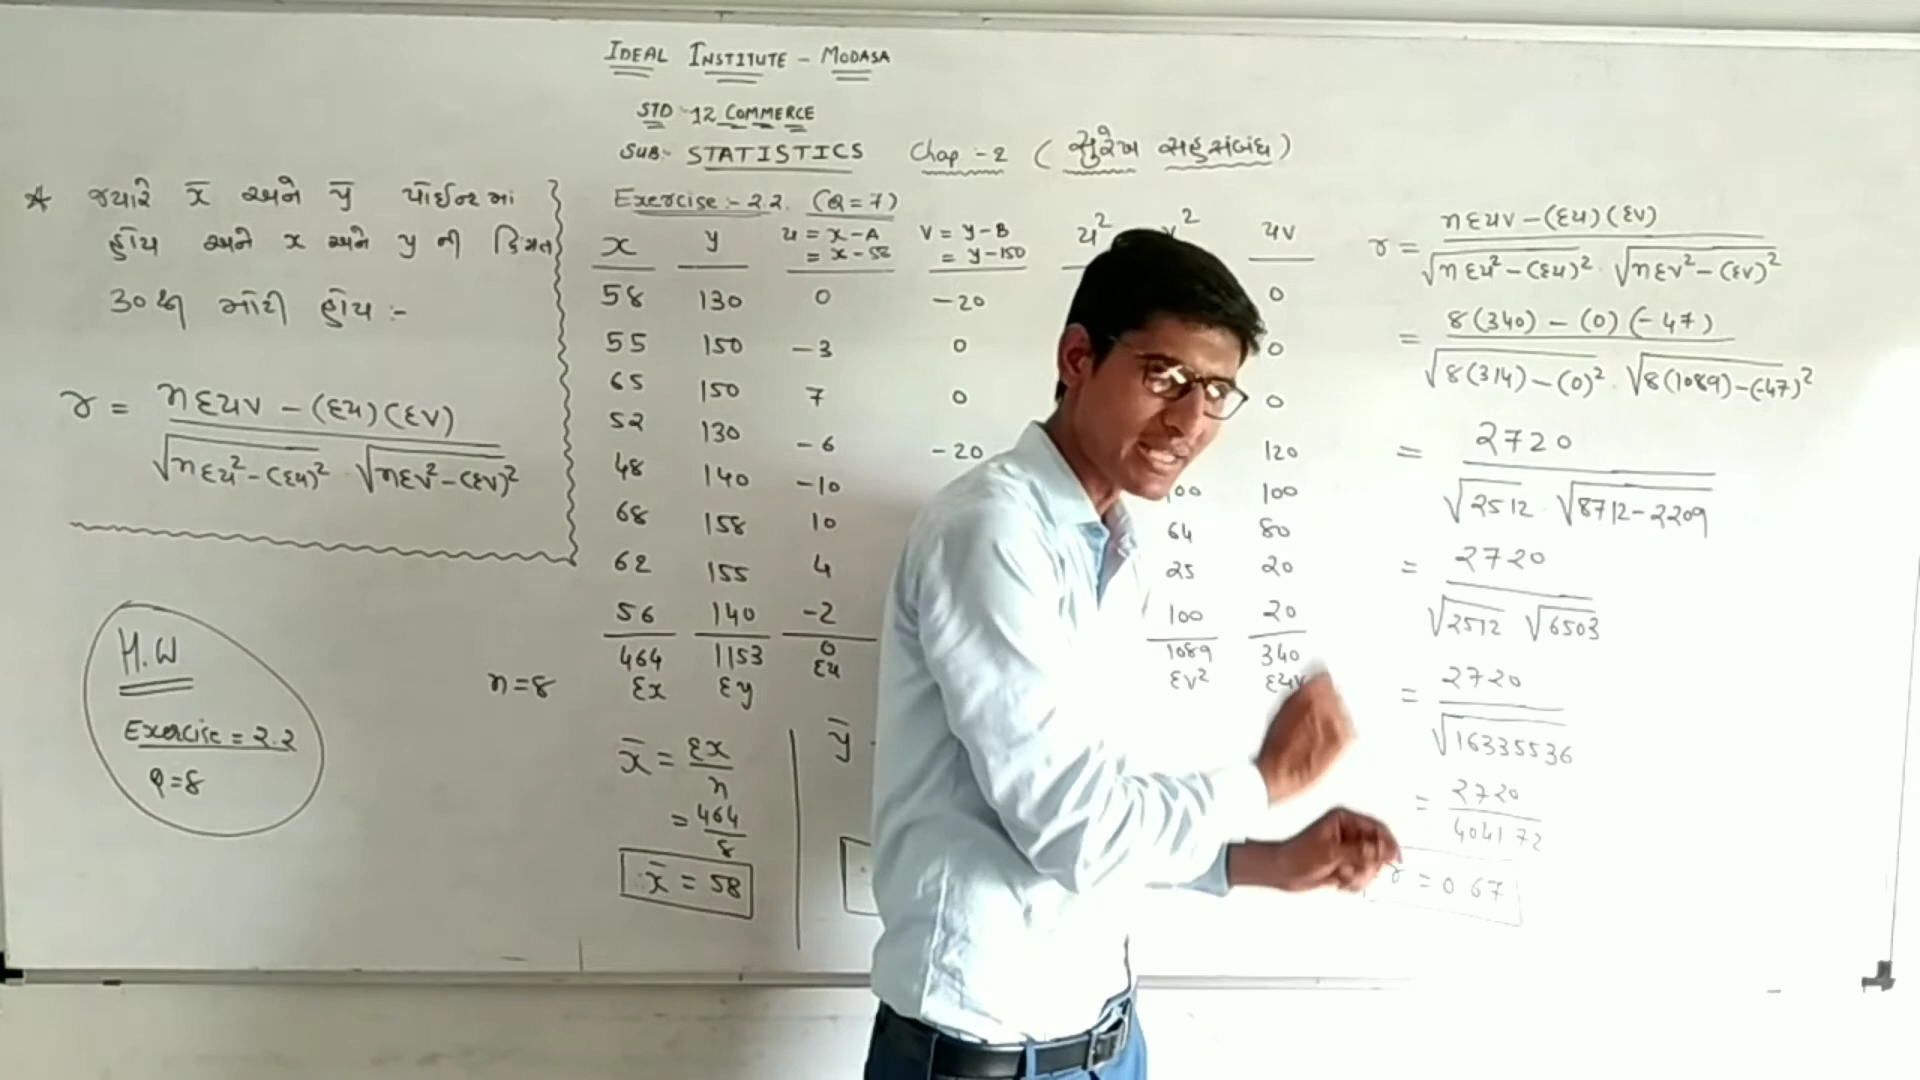 IDEAL INSTITUTE - MODASA
STD - 12 COMMERCE
SUB:- STATISTICS Chap - 2 ( સુરેખ સહસંબંધ )
* જ્યારે x̄ અને ȳ પોઈન્ટમાં
હોય અને x અને y ની કિંમત
30થી મોટી હોય :-
r = nΣuv - (Σu)(Σv)
√nΣu²-(Σu)² · √nΣv²-(Σv)²
H.W
Exercise = 2.2
Q=8
Exercise:- 2.2. (Q=7)
x y u = x-A v = y-B u² uv
= x-58 = y-150
58 130 0 -20 0
55 150 -3 0 0
65 150 7 0 0
52 130 -6 -20 120
48 140 -10 100 100
68 158 10 64 80
62 155 4 25 20
56 140 -2 100 20
464 1153 0 1089 340
n=8 Σx Σy Σu Σv² Σuv
x̄ = Σx
n
= 464
8
x̄ = 58
ȳ
r = nΣuv - (Σu)(Σv)
√nΣu²-(Σu)² · √nΣv²-(Σv)²
= 8(340) - (0)(-47)
√8(314)-(0)² · √8(1089)-(-47)²
= 2720
√2512 · √8712-2209
= 2720
√2512 √6503
= 2720
√16335536
= 2720
4041.72
r = 0.67